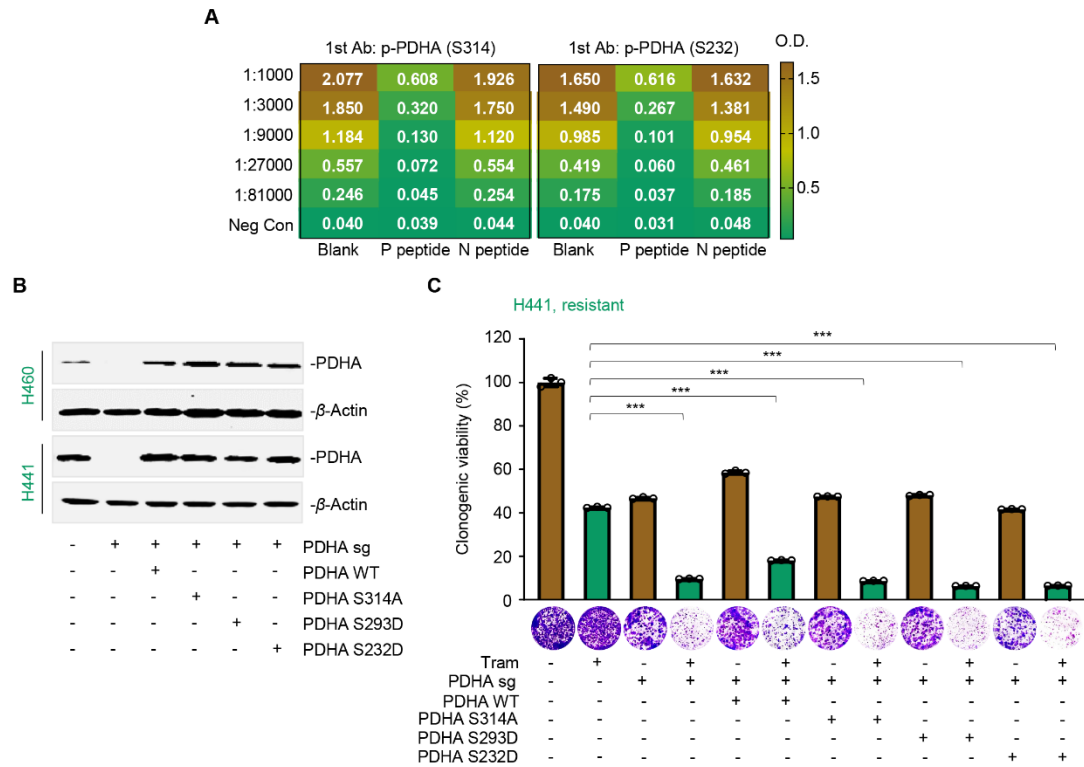 A
1st Ab: p-PDHA (S314) 1st Ab: p-PDHA (S232) O.D.
1:1000 2.077 0.608 1.926 1.650 0.616 1.632 1.5
1:3000 1.850 0.320 1.750 1.490 0.267 1.381
1:9000 1.184 0.130 1.120 0.985 0.101 0.954 1.0
1:27000 0.557 0.072 0.554 0.419 0.060 0.461
1:81000 0.246 0.045 0.254 0.175 0.037 0.185 0.5
Neg Con 0.040 0.039 0.044 0.040 0.031 0.048
Blank P peptide N peptide Blank P peptide N peptide
B
H460
-PDHA
-β-Actin
H441
-PDHA
-β-Actin
- + + + + + PDHA sg
- - + - - - PDHA WT
- - - + - - PDHA S314A
- - - - + - PDHA S293D
- - - - - + PDHA S232D
C
H441, resistant
Clonogenic viability (%)
120
100
80
60
40
20
0
***
***
***
***
***
Tram - + - + - + - + - + - +
PDHA sg - - + + + + + + + + + +
PDHA WT - - - - + + - - - - - -
PDHA S314A - - - - - - + + - - - -
PDHA S293D - - - - - - - - + + - -
PDHA S232D - - - - - - - - - - + +